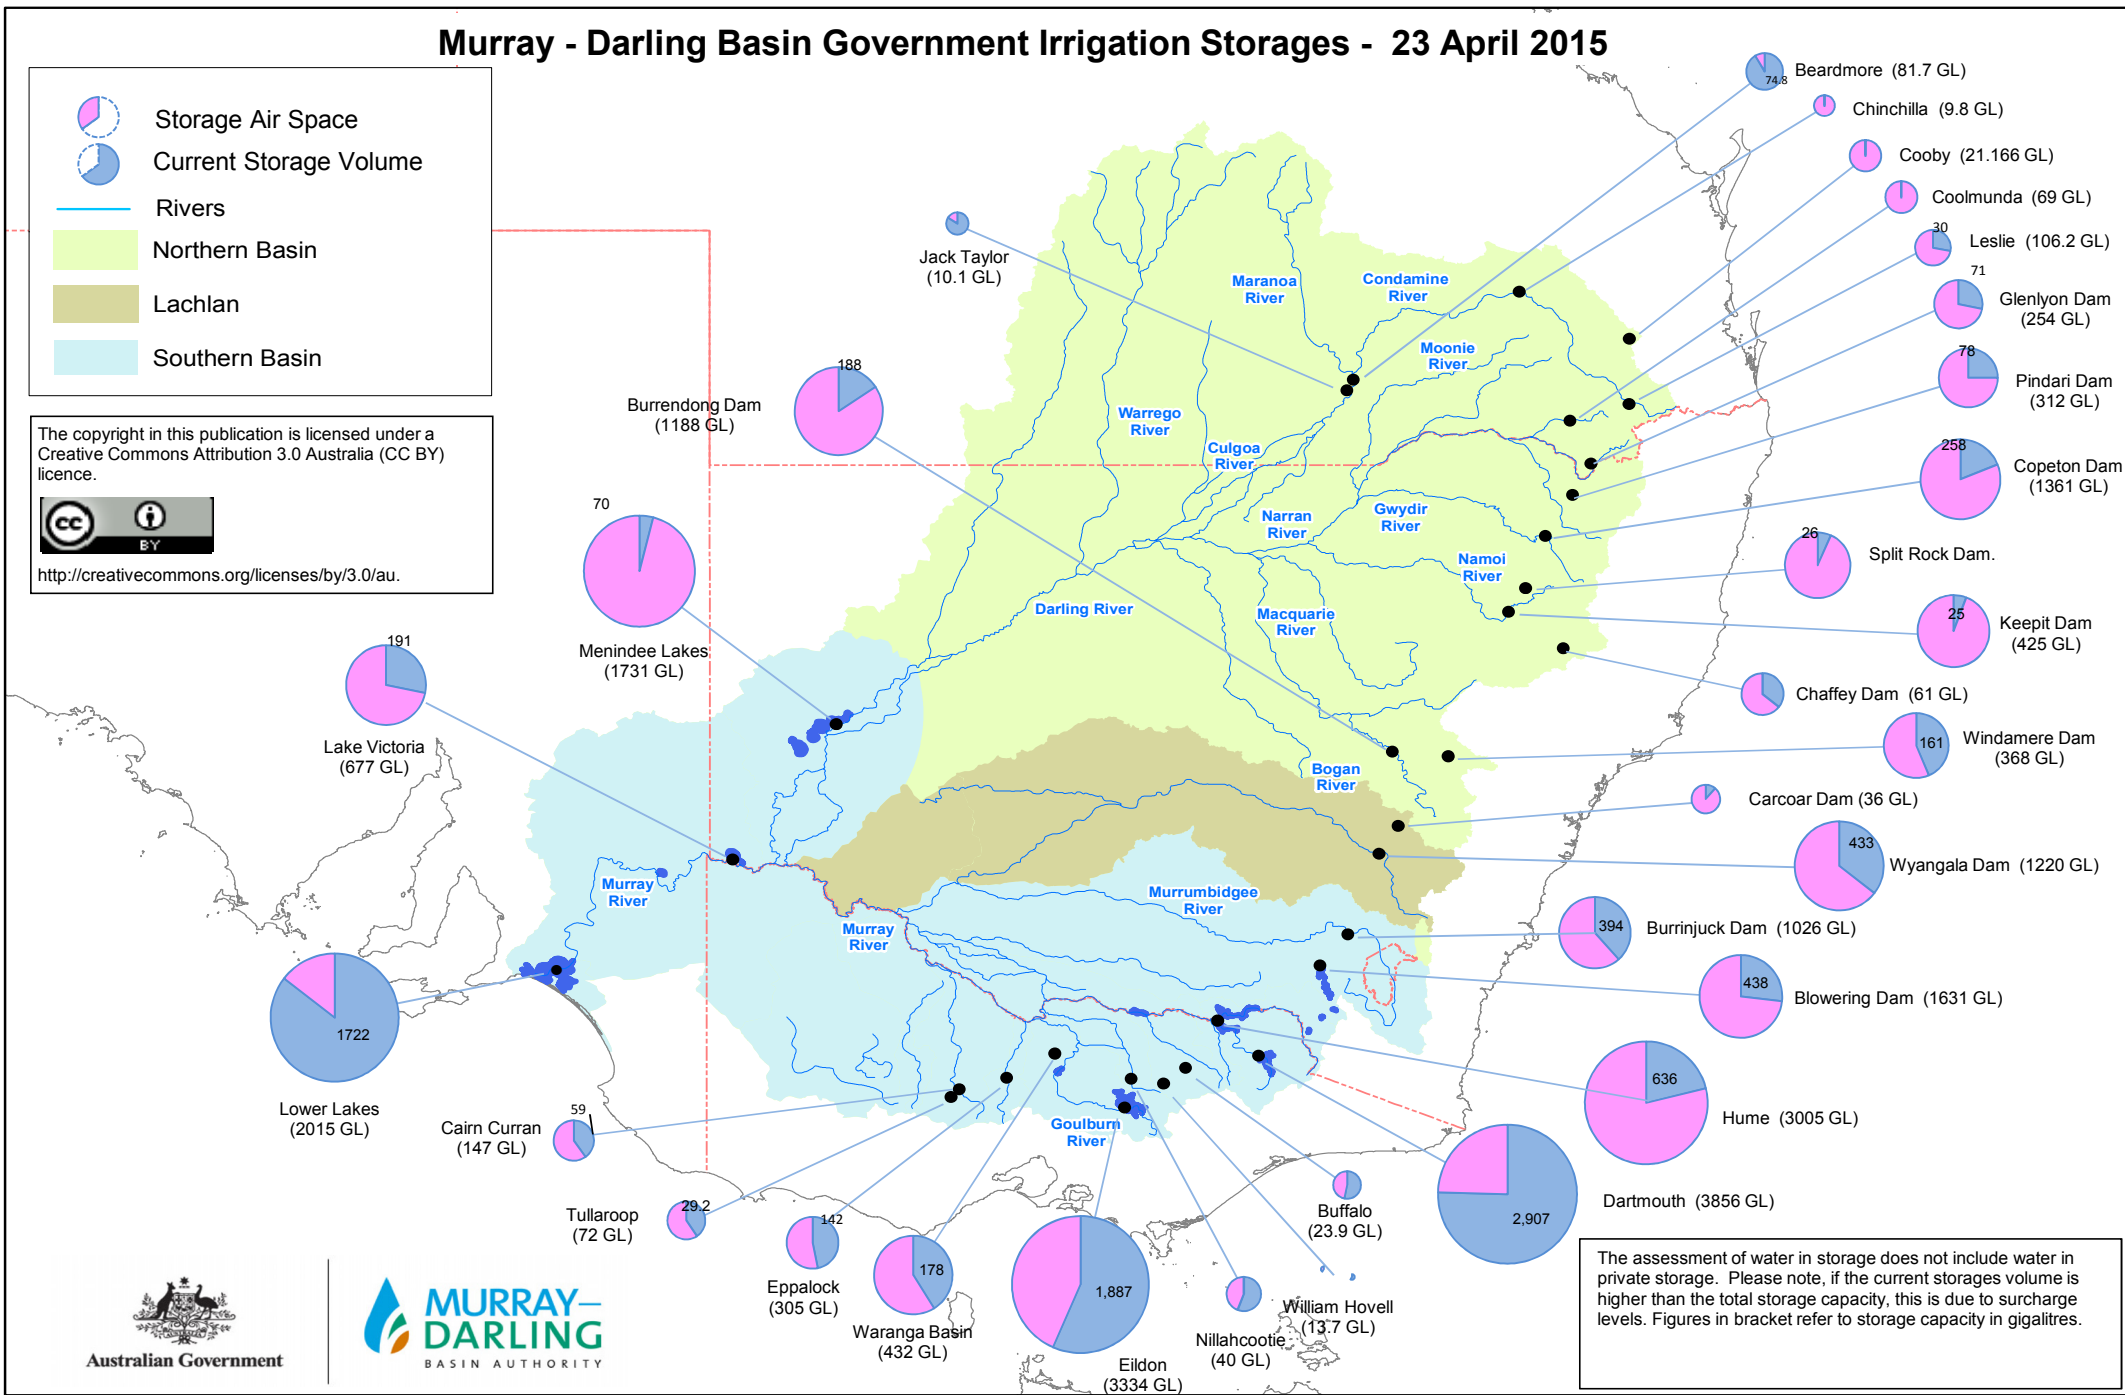 Murray - Darling Basin Government Irrigation Storages - 23 April 2015
Storage Air Space
Current Storage Volume
Rivers
Northern Basin
Lachlan
Southern Basin
The copyright in this publication is licensed under a
Creative Commons Attribution 3.0 Australia (CC BY)
licence.
cc
BY
http://creativecommons.org/licenses/by/3.0/au.
74.8
Beardmore (81.7 GL)
Chinchilla (9.8 GL)
Cooby (21.166 GL)
Coolmunda (69 GL)
30
Leslie (106.2 GL)
71
Glenlyon Dam
(254 GL)
78
Pindari Dam
(312 GL)
258
Copeton Dam
(1361 GL)
26
Split Rock Dam.
25
Keepit Dam
(425 GL)
Chaffey Dam (61 GL)
161
Windamere Dam
(368 GL)
Carcoar Dam (36 GL)
433
Wyangala Dam (1220 GL)
394
Burrinjuck Dam (1026 GL)
438
Blowering Dam (1631 GL)
636
Hume (3005 GL)
2,907
Dartmouth (3856 GL)
Jack Taylor
(10.1 GL)
188
Burrendong Dam
(1188 GL)
70
Menindee Lakes
(1731 GL)
191
Lake Victoria
(677 GL)
1722
Lower Lakes
(2015 GL)
59
Cairn Curran
(147 GL)
29.2
Tullaroop
(72 GL)
142
Eppalock
(305 GL)
178
Waranga Basin
(432 GL)
1,887
Eildon
(3334 GL)
Nillahcootie
(40 GL)
William Hovell
(13.7 GL)
Buffalo
(23.9 GL)
Maranoa
River
Condamine
River
Moonie
River
Warrego
River
Culgoa
River
Narran
River
Gwydir
River
Namoi
River
Darling River
Macquarie
River
Bogan
River
Murray
River
Murrumbidgee
River
Murray
River
Goulburn
River
Australian Government
MURRAY–
DARLING
BASIN AUTHORITY
The assessment of water in storage does not include water in
private storage. Please note, if the current storages volume is
higher than the total storage capacity, this is due to surcharge
levels. Figures in bracket refer to storage capacity in gigalitres.